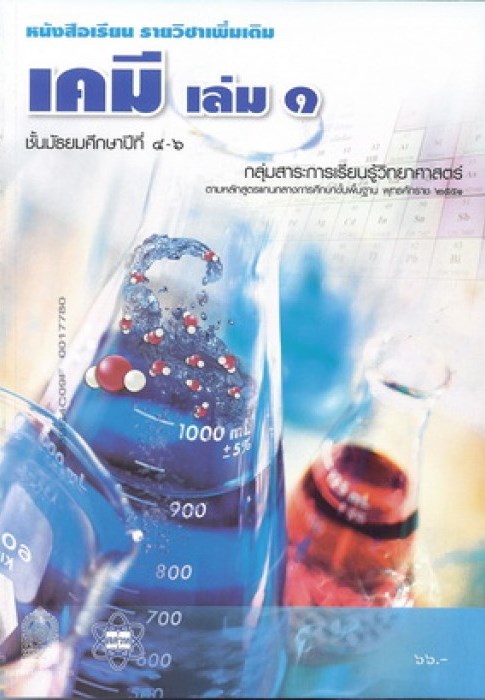 หนังสือเรียน รายวิชาเพิ่มเติม
เคมี เล่ม ๑
ชั้นมัธยมศึกษาปีที่ ๔-๖
กลุ่มสาระการเรียนรู้วิทยาศาสตร์
ตามหลักสูตรแกนกลางการศึกษาขั้นพื้นฐาน พุทธศักราช ๒๕๕๑
1000 ml
± 5%
900
800
700
600
500
60
๖๖.-